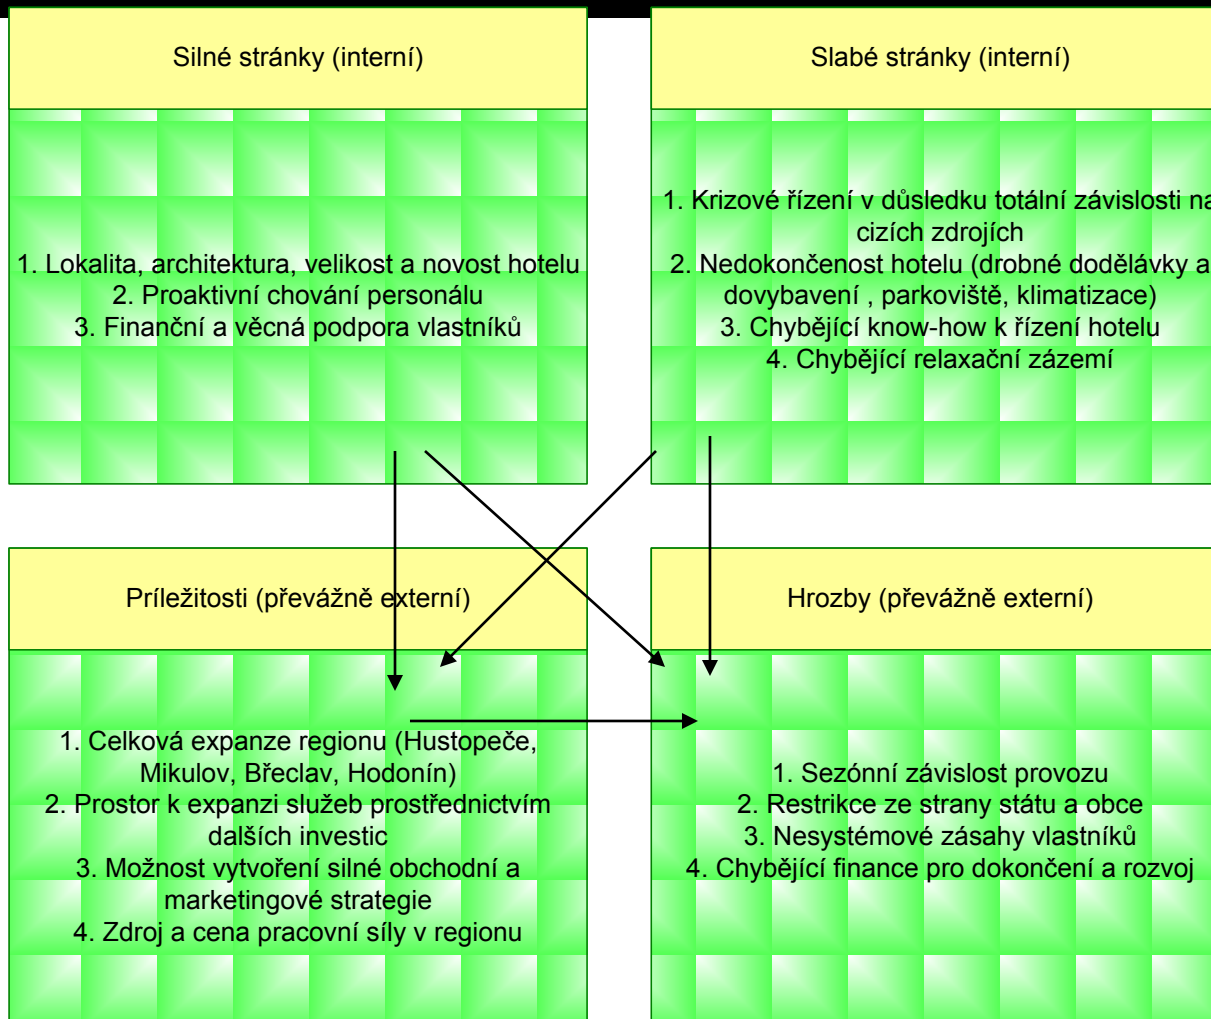 Silné stránky (interní)
1. Lokalita, architektura, velikost a novost hotelu
2. Proaktivní chování personálu
3. Finanční a věcná podpora vlastníků
Slabé stránky (interní)
1. Krizové řízení v důsledku totální závislosti na
cizích zdrojích
2. Nedokončenost hotelu (drobné dodělávky a
dovybavení , parkoviště, klimatizace)
3. Chybějící know-how k řízení hotelu
4. Chybějící relaxační zázemí
Príležitosti (převážně externí)
1. Celková expanze regionu (Hustopeče,
Mikulov, Břeclav, Hodonín)
2. Prostor k expanzi služeb prostřednictvím
dalších investic
3. Možnost vytvoření silné obchodní a
marketingové strategie
4. Zdroj a cena pracovní síly v regionu
Hrozby (převážně externí)
1. Sezónní závislost provozu
2. Restrikce ze strany státu a obce
3. Nesystémové zásahy vlastníků
4. Chybějící finance pro dokončení a rozvoj